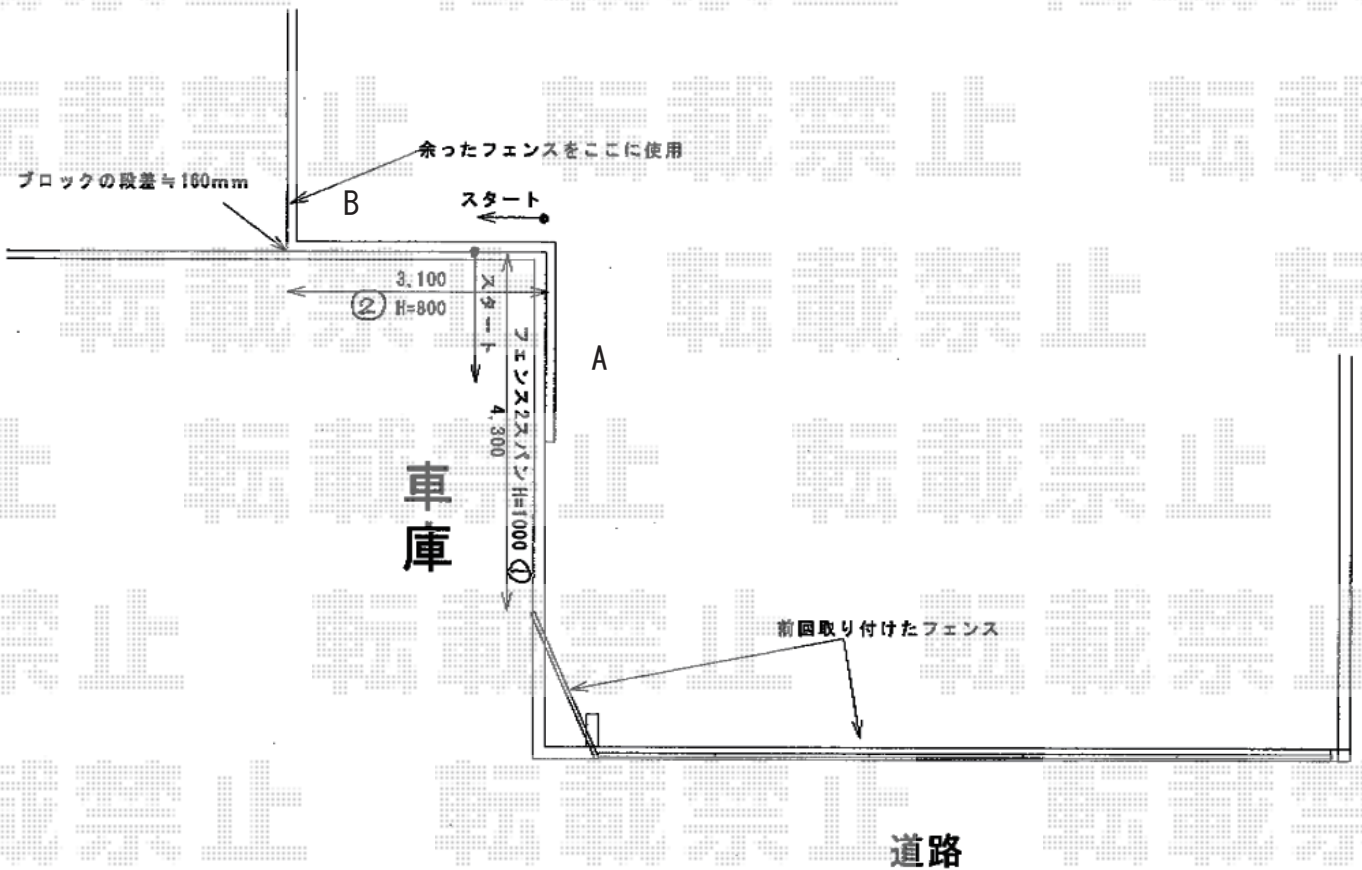 余ったフェンスをここに使用
ブロックの段差≒160mm
B
スタート
3,100
② H=800
スタート
フェンス2スパン H=1000 ①
4,300
A
車庫
前回取り付けたフェンス
道路
転載禁止